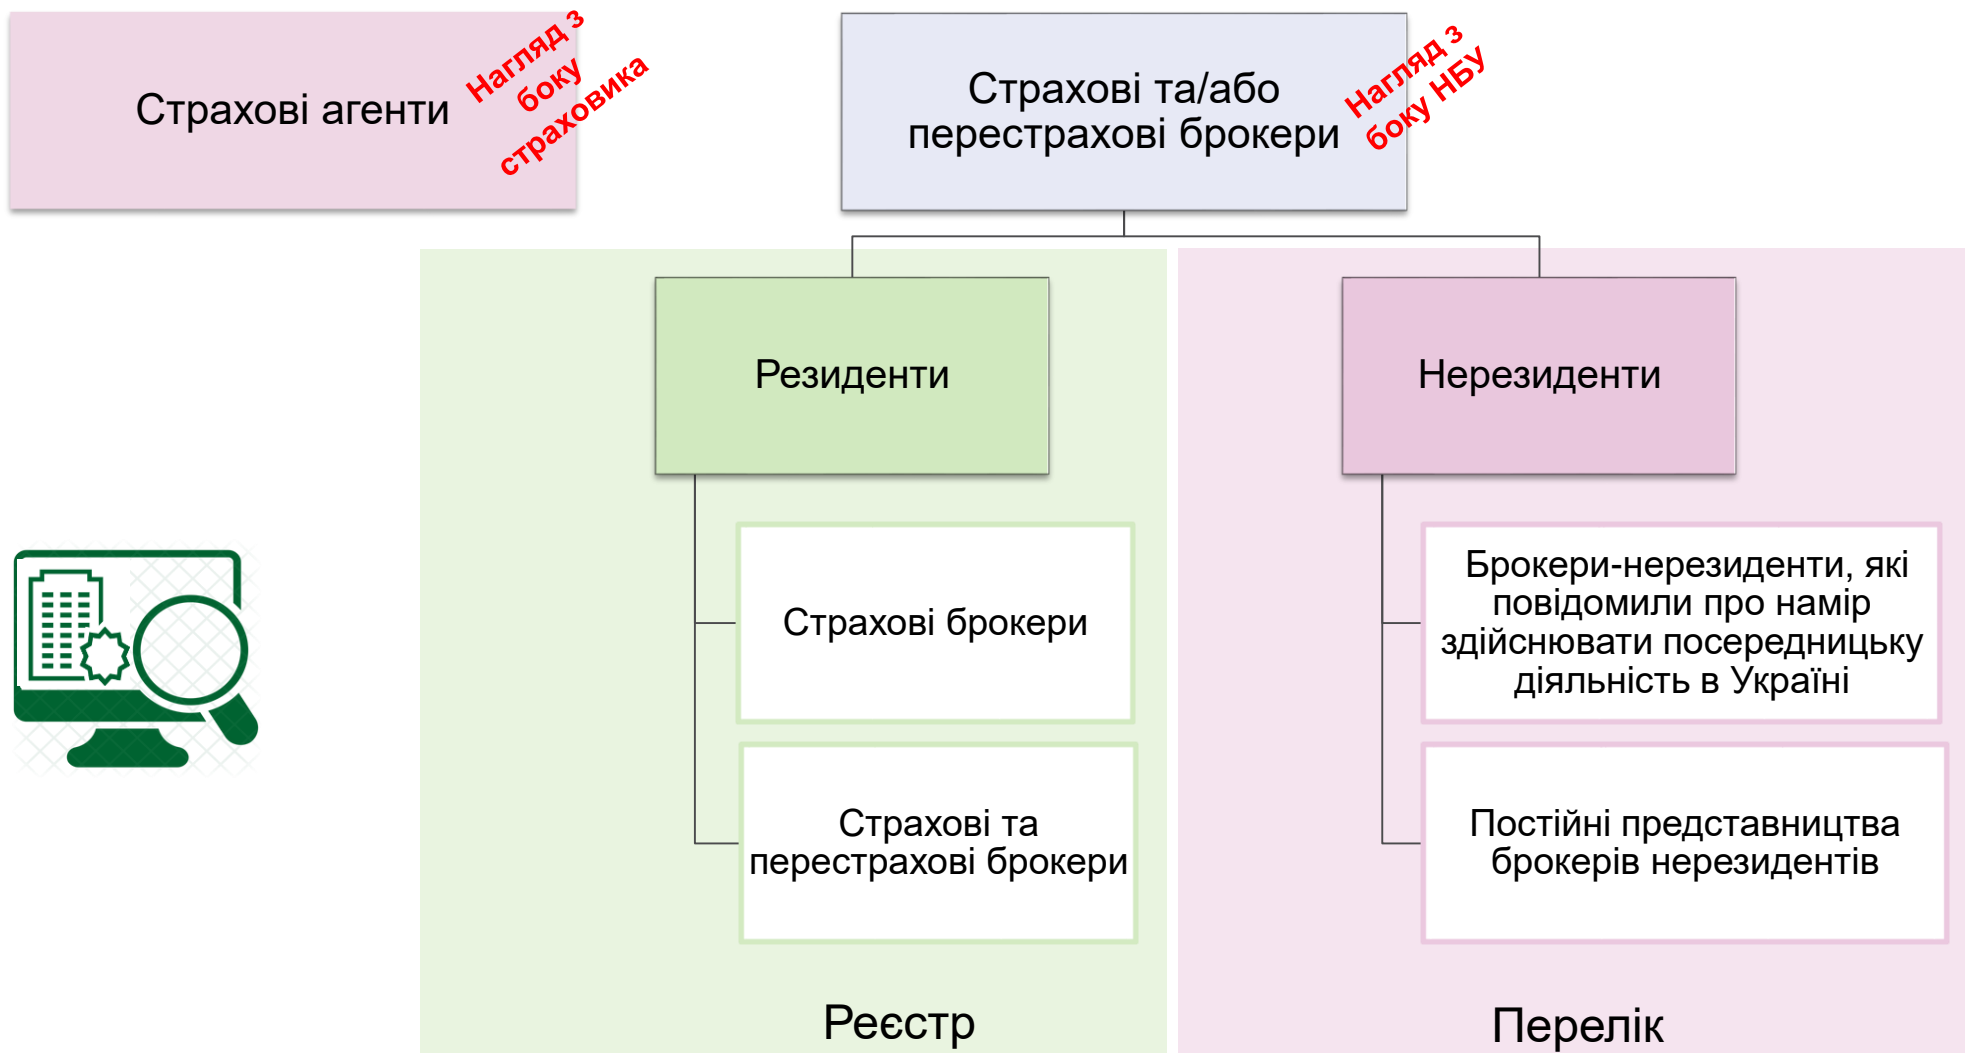 Страхові агенти
Нагляд з
боку
страховика
Страхові та/або
перестрахові брокери
Нагляд з
боку НБУ
Резиденти
Нерезиденти
Страхові брокери
Брокери-нерезиденти, які
повідомили про намір
здійснювати посередницьку
діяльність в Україні
Страхові та
перестрахові брокери
Постійні представництва
брокерів нерезидентів
Реєстр
Перелік